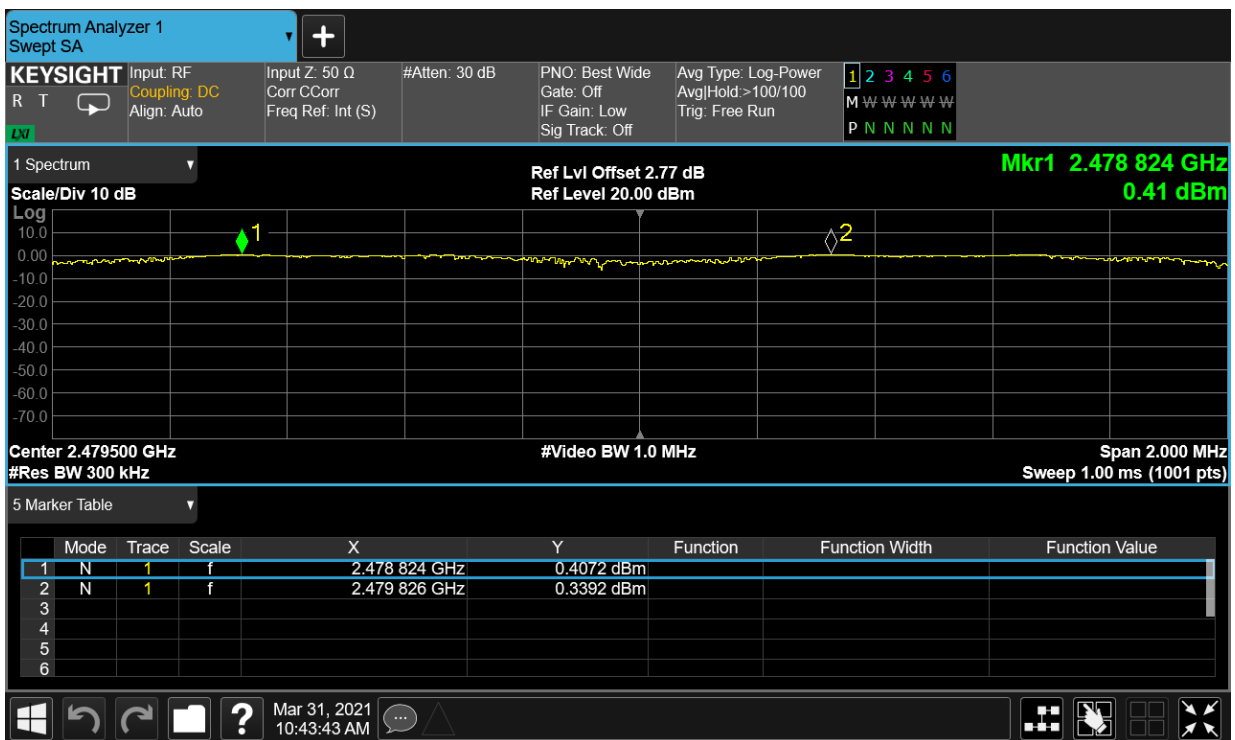 Spectrum Analyzer 1
Swept SA
KEYSIGHT
R T
LXI
Input: RF
Coupling: DC
Align: Auto
Input Z: 50 Ω
Corr CCorr
Freq Ref: Int (S)
#Atten: 30 dB
PNO: Best Wide
Gate: Off
IF Gain: Low
Sig Track: Off
Avg Type: Log-Power
Avg|Hold:>100/100
Trig: Free Run
1 2 3 4 5 6
M W W W W W
P N N N N N
1 Spectrum
Scale/Div 10 dB
Ref Lvl Offset 2.77 dB
Ref Level 20.00 dBm
Mkr1 2.478 824 GHz
0.41 dBm
Log
10.0
0.00
-10.0
-20.0
-30.0
-40.0
-50.0
-60.0
-70.0
1
2
Center 2.479500 GHz
#Res BW 300 kHz
#Video BW 1.0 MHz
Span 2.000 MHz
Sweep 1.00 ms (1001 pts)
5 Marker Table
Mode Trace Scale X Y Function Function Width Function Value
1 N 1 f 2.478 824 GHz 0.4072 dBm
2 N 1 f 2.479 826 GHz 0.3392 dBm
3
4
5
6
?
Mar 31, 2021
10:43:43 AM